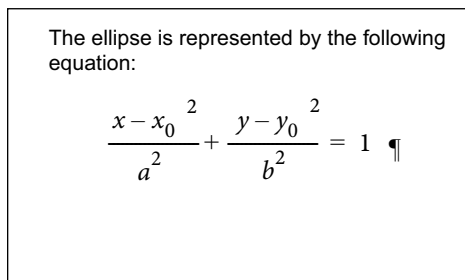 The ellipse is represented by the following
equation:
x – x₀ ² / a² + y – y₀ ² / b² = 1 ¶